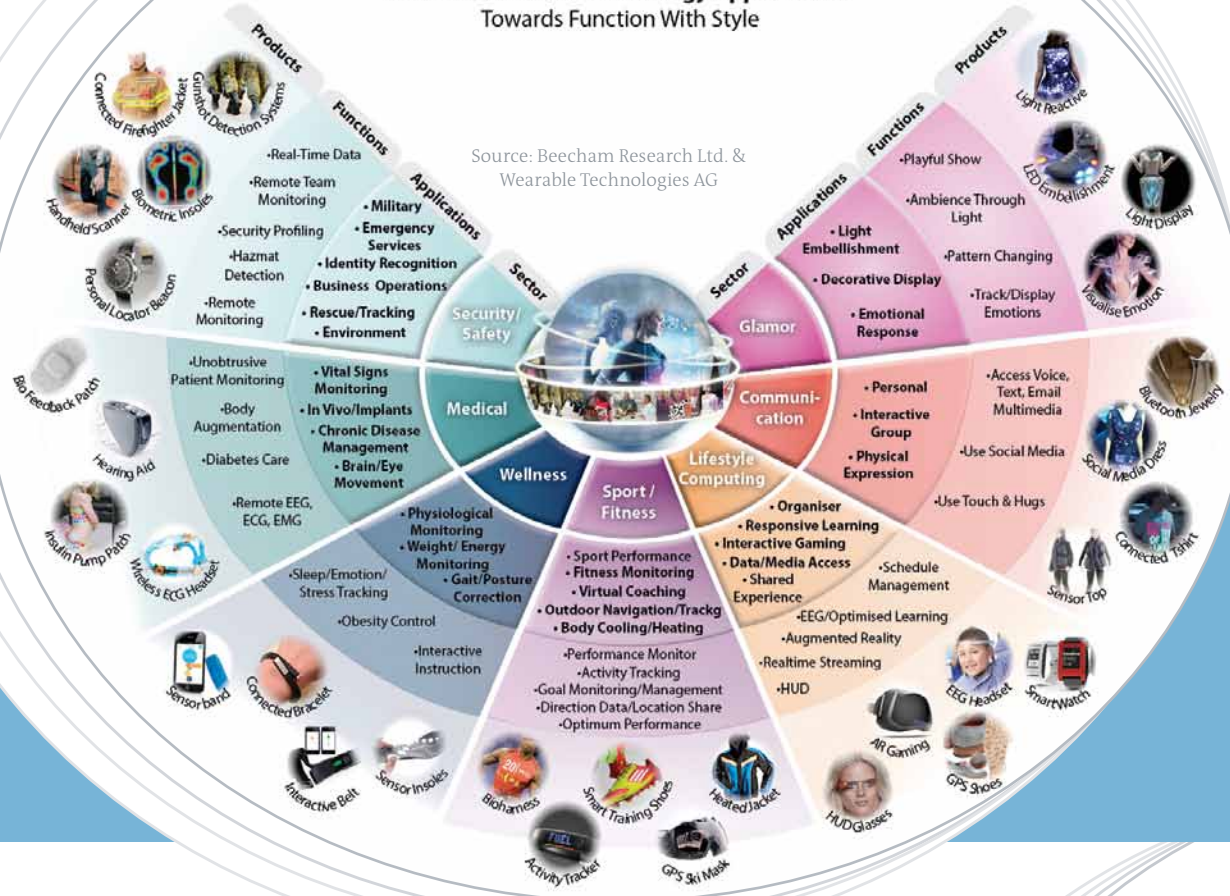 Towards Function With Style
Source: Beecham Research Ltd. &
Wearable Technologies AG
Products
Functions
Applications
Sector
Connected Firefighter Jacket
Gunshot Detection Systems
Handheld Scanner
Biometric Insoles
Personal Locator Beacon
•Real-Time Data
•Remote Team
Monitoring
•Security Profiling
•Hazmat
Detection
•Remote
Monitoring
• Military
• Emergency
Services
• Identity Recognition
• Business Operations
• Rescue/Tracking
• Environment
Security/
Safety
Bio Feedback Patch
Hearing Aid
Insulin Pump Patch
Wireless ECG Headset
•Unobtrusive
Patient Monitoring
•Body
Augmentation
•Diabetes Care
•Remote EEG,
ECG, EMG
• Vital Signs
Monitoring
• In Vivo/Implants
• Chronic Disease
Management
• Brain/Eye
Movement
Medical
Wellness
• Physiological
Monitoring
• Weight/ Energy
Monitoring
• Gait/Posture
Correction
•Sleep/Emotion/
Stress Tracking
•Obesity Control
•Interactive
Instruction
Sensor band
Connected Bracelet
Interactive Belt
Sensor Insoles
Sport /
Fitness
• Sport Performance
• Fitness Monitoring
• Virtual Coaching
• Outdoor Navigation/Trackg
• Body Cooling/Heating
•Performance Monitor
•Activity Tracking
•Goal Monitoring/Management
•Direction Data/Location Share
•Optimum Performance
Bioharness
Smart Training Shoes
Heated Jacket
FUEL
Activity Tracker
GPS Ski Mask
Lifestyle
Computing
• Organiser
• Responsive Learning
• Interactive Gaming
• Data/Media Access
• Shared
Experience
•Schedule
Management
•EEG/Optimised Learning
•Augmented Reality
•Realtime Streaming
•HUD
EEG Headset
SmartWatch
AR Gaming
GPS Shoes
HUD Glasses
Communi-
cation
• Personal
• Interactive
Group
• Physical
Expression
•Access Voice,
Text, Email
Multimedia
•Use Social Media
•Use Touch & Hugs
Bluetooth Jewelry
Social Media Dress
Connected Tshirt
Sensor Top
Sector
Applications
Functions
Products
Glamor
• Light
Embellishment
• Decorative Display
• Emotional
Response
•Playful Show
•Ambience Through
Light
•Pattern Changing
•Track/Display
Emotions
Light Reactive
LED Embellishment
Light Display
Visualise Emotion